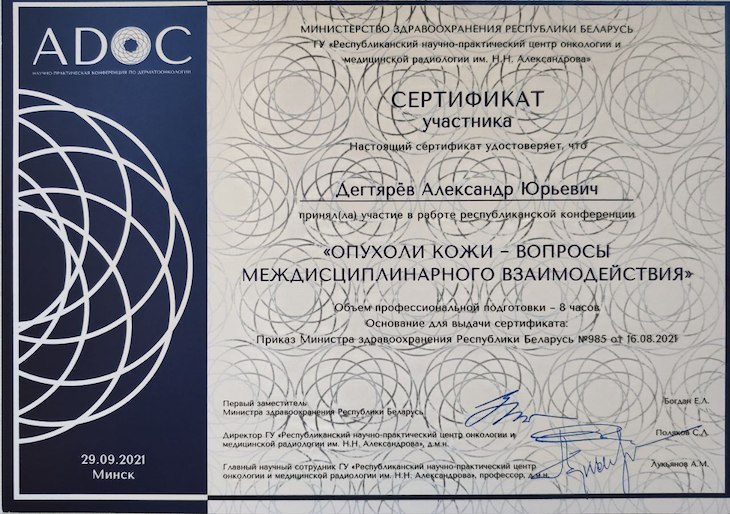 ADOC
НАУЧНО-ПРАКТИЧЕСКАЯ КОНФЕРЕНЦИЯ ПО ДЕРМАТООНКОЛОГИИ
29.09.2021
Минск
МИНИСТЕРСТВО ЗДРАВООХРАНЕНИЯ РЕСПУБЛИКИ БЕЛАРУСЬ
ГУ «Республиканский научно-практический центр онкологии и
медицинской радиологии им. Н.Н. Александрова»
СЕРТИФИКАТ
участника
Настоящий сертификат удостоверяет, что
Дегтярёв Александр Юрьевич
принял(ла) участие в работе республиканской конференции
«ОПУХОЛИ КОЖИ – ВОПРОСЫ
МЕЖДИСЦИПЛИНАРНОГО ВЗАИМОДЕЙСТВИЯ»
Объем профессиональной подготовки – 8 часов
Основание для выдачи сертификата:
Приказ Министра здравоохранения Республики Беларусь №985 от 16.08.2021
Первый заместитель
Министра здравоохранения Республики Беларусь
Богдан Е.Л.
Директор ГУ «Республиканский научно-практический центр онкологии и
медицинской радиологии им. Н.Н. Александрова», д.м.н.
Поляков С.Л.
Главный научный сотрудник ГУ «Республиканский научно-практический центр
онкологии и медицинской радиологии им. Н.Н. Александрова», профессор, д.м.н.
Лукьянов А.М.